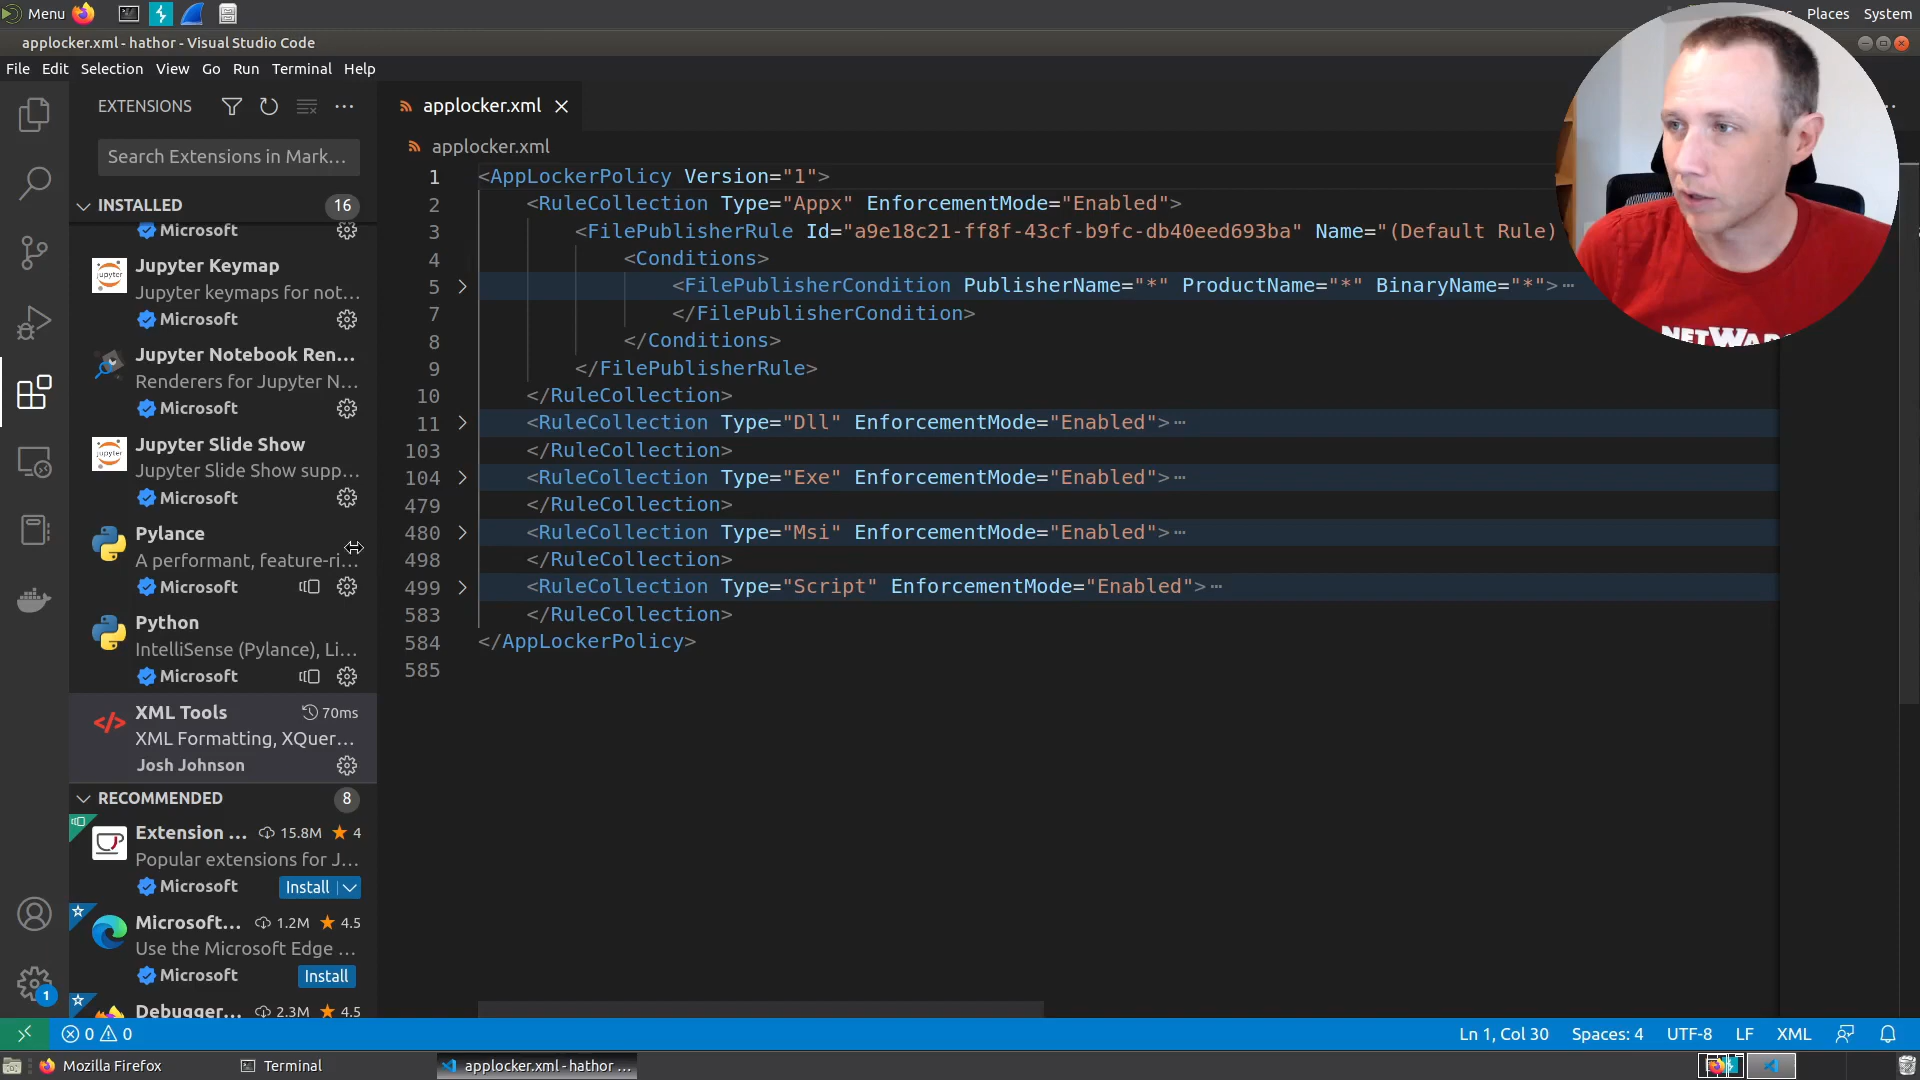 Menu
Places System
applocker.xml - hathor - Visual Studio Code
File Edit Selection View Go Run Terminal Help
EXTENSIONS
Search Extensions in Mark...
INSTALLED 16
Microsoft
Jupyter Keymap
Jupyter keymaps for not...
Microsoft
Jupyter Notebook Ren...
Renderers for Jupyter N...
Microsoft
Jupyter Slide Show
Jupyter Slide Show supp...
Microsoft
Pylance
A performant, feature-ri...
Microsoft
Python
IntelliSense (Pylance), Li...
Microsoft
XML Tools 70ms
XML Formatting, XQuer...
Josh Johnson
RECOMMENDED 8
Extension ... 15.8M 4
Popular extensions for J...
Microsoft Install
Microsoft... 1.2M 4.5
Use the Microsoft Edge ...
Microsoft Install
Debugger... 2.3M 4.5
1
applocker.xml
applocker.xml
1 <AppLockerPolicy Version="1">
2 <RuleCollection Type="Appx" EnforcementMode="Enabled">
3 <FilePublisherRule Id="a9e18c21-ff8f-43cf-b9fc-db40eed693ba" Name="(Default Rule)
4 <Conditions>
5 <FilePublisherCondition PublisherName="*" ProductName="*" BinaryName="*">
7 </FilePublisherCondition>
8 </Conditions>
9 </FilePublisherRule>
10 </RuleCollection>
11 <RuleCollection Type="Dll" EnforcementMode="Enabled">
103 </RuleCollection>
104 <RuleCollection Type="Exe" EnforcementMode="Enabled">
479 </RuleCollection>
480 <RuleCollection Type="Msi" EnforcementMode="Enabled">
498 </RuleCollection>
499 <RuleCollection Type="Script" EnforcementMode="Enabled">
583 </RuleCollection>
584 </AppLockerPolicy>
585
0 0
Ln 1, Col 30 Spaces: 4 UTF-8 LF XML
Mozilla Firefox Terminal applocker.xml - hathor ...